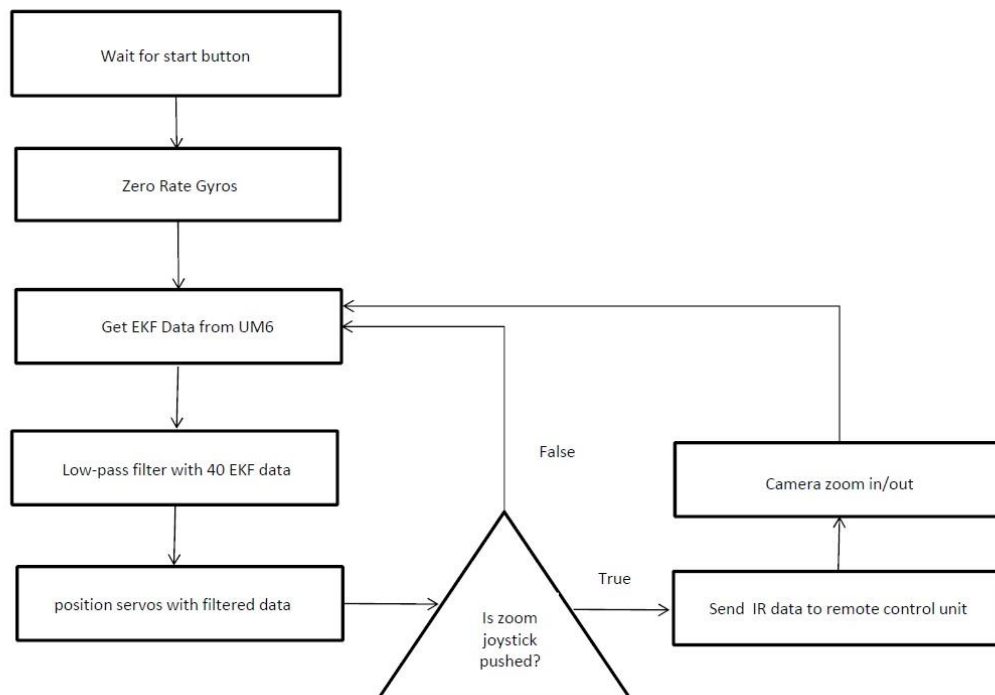 Wait for start button
Zero Rate Gyros
Get EKF Data from UM6
Low-pass filter with 40 EKF data
position servos with filtered data
Is zoom
joystick
pushed?
False
True
Camera zoom in/out
Send IR data to remote control unit